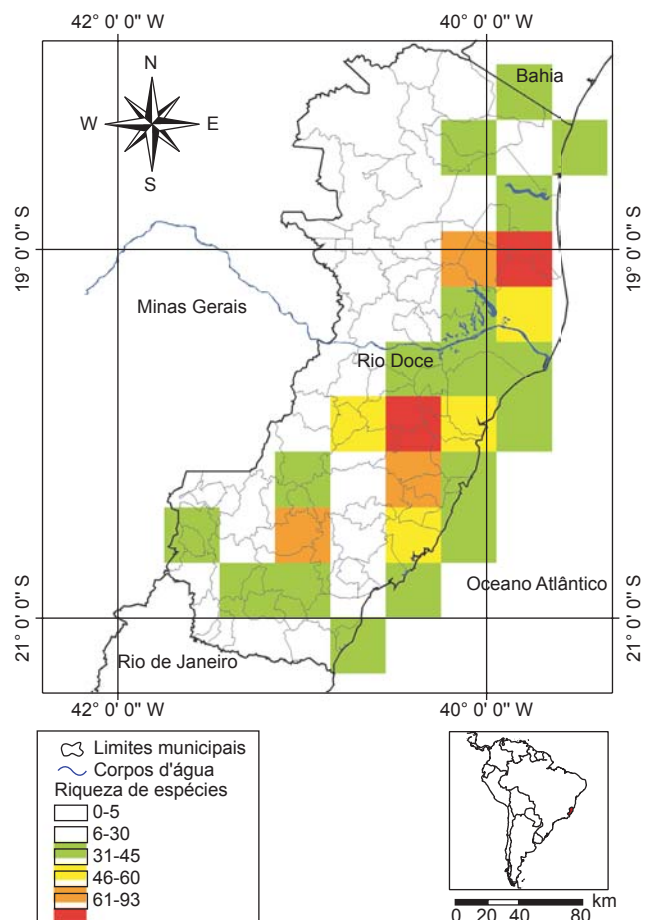 42° 0' 0'' W 40° 0' 0'' W
Bahia
N
W E
S
19° 0' 0'' S 19° 0' 0'' S
Minas Gerais
Rio Doce
Oceano Atlântico
21° 0' 0'' S 21° 0' 0'' S
Rio de Janeiro
42° 0' 0'' W 40° 0' 0'' W
Limites municipais
Corpos d'água
Riqueza de espécies
0-5
6-30
31-45
46-60
61-93
km
0 20 40 80